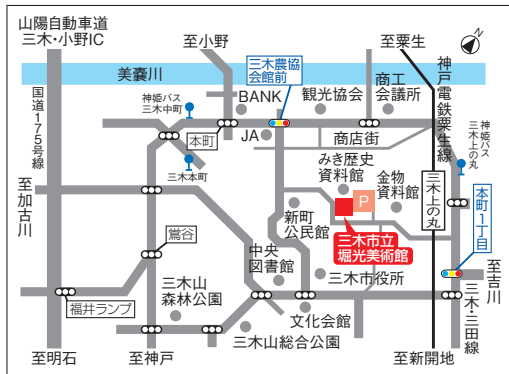 山陽自動車道
三木・小野IC
至小野
至粟生
美嚢川
国道175号線
神姫バス
三木中町
BANK
三木農協
会館前
観光協会
商工
会議所
神戸電鉄粟生線
本町
JA
商店街
神姫バス
三木上の丸
三木本町
みき歴史
資料館
金物
資料館
P
三木上の丸
至加古川
新町
公民館
三木市立
堀光美術館
本町1丁目
鶯谷
中央
図書館
三木市役所
至吉川
三木山
森林公園
福井ランプ
文化会館
三木・三田線
三木山総合公園
至明石
至神戸
至新開地